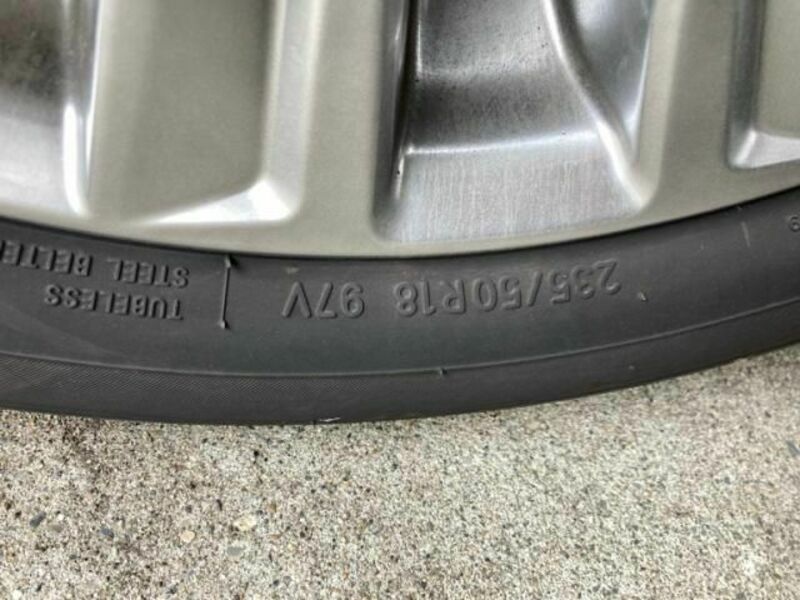 235/50R18 97V
TUBELESS
STEEL BELTE